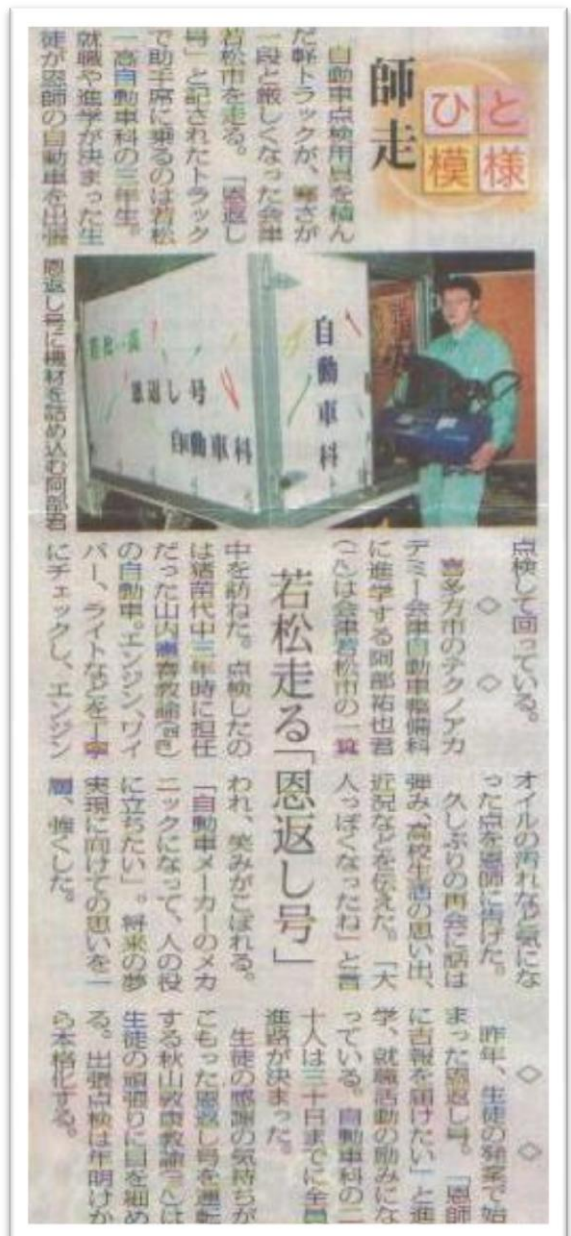 ひと
模様
師走
自動車点検用具を積ん
だ軽トラックが、寒さが
一段と厳しくなった会津
若松市を走る。「恩返し
号」と記されたトラック
で助手席に乗るのは若松
一高自動車科の三年生。
就職や進学が決まった生
徒が恩師の自動車を出張
点検して回っている。
若松一高
恩返し号
自動車科
自動車科
恩返し号に機材を詰め込む阿部君
若松走る「恩返し号」
◇ ◇
喜多方市のテクノアカ
デミー会津自動車整備科
に進学する阿部祐也君
は会津若松市の一箕
中を訪ねた。点検したの
は猪苗代中三年時に担任
だった山内 教諭
の自動車。エンジン、ワイ
パー、ライトなどを丁寧
にチェックし、エンジン
オイルの汚れなど気にな
った点を恩師に告げた。
久しぶりの再会に話は
弾み、高校生活の思い出、
近況などを伝えた。「大
人っぽくなったね」と言
われ、笑みがこぼれる。
「自動車メーカーのメカ
ニックになって、人の役
に立ちたい」。将来の夢
実現に向けての思いを一
層、強くした。
◇ ◇
昨年、生徒の発案で始
まった恩返し号。「恩師
に吉報を届けたい」と進
学、就職活動の励みにな
っている。自動車科の二
十人は三十日までに全員
進路が決まった。
生徒の感謝の気持ちが
こもった恩返し号を運転
する秋山敦康教諭は
生徒の頑張りに目を細め
る。出張点検は年明けか
ら本格化する。